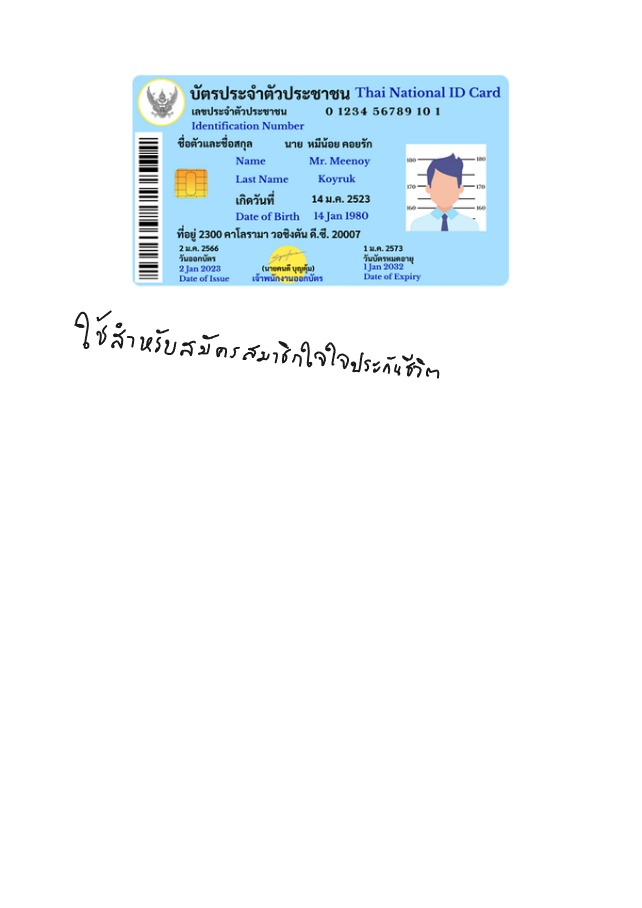 บัตรประจำตัวประชาชน Thai National ID Card
เลขประจำตัวประชาชน 0 1234 56789 10 1
Identification Number
ชื่อตัวและชื่อสกุล นาย หมีน้อย คอยรัก
Name Mr. Meenoy
Last Name Koyruk
เกิดวันที่ 14 ม.ค. 2523
Date of Birth 14 Jan 1980
ที่อยู่ 2300 คาโลรามา วอชิงตัน ดี.ซี. 20007
2 ม.ค. 2566
วันออกบัตร
2 Jan 2023
Date of Issue
(นายคนดี บุญคุ้ม)
เจ้าพนักงานออกบัตร
1 ม.ค. 2573
วันบัตรหมดอายุ
1 Jan 2032
Date of Expiry
180 180
170 170
160 160
ใช้สำหรับสมัครสมาชิกใจใจประกันชีวิต